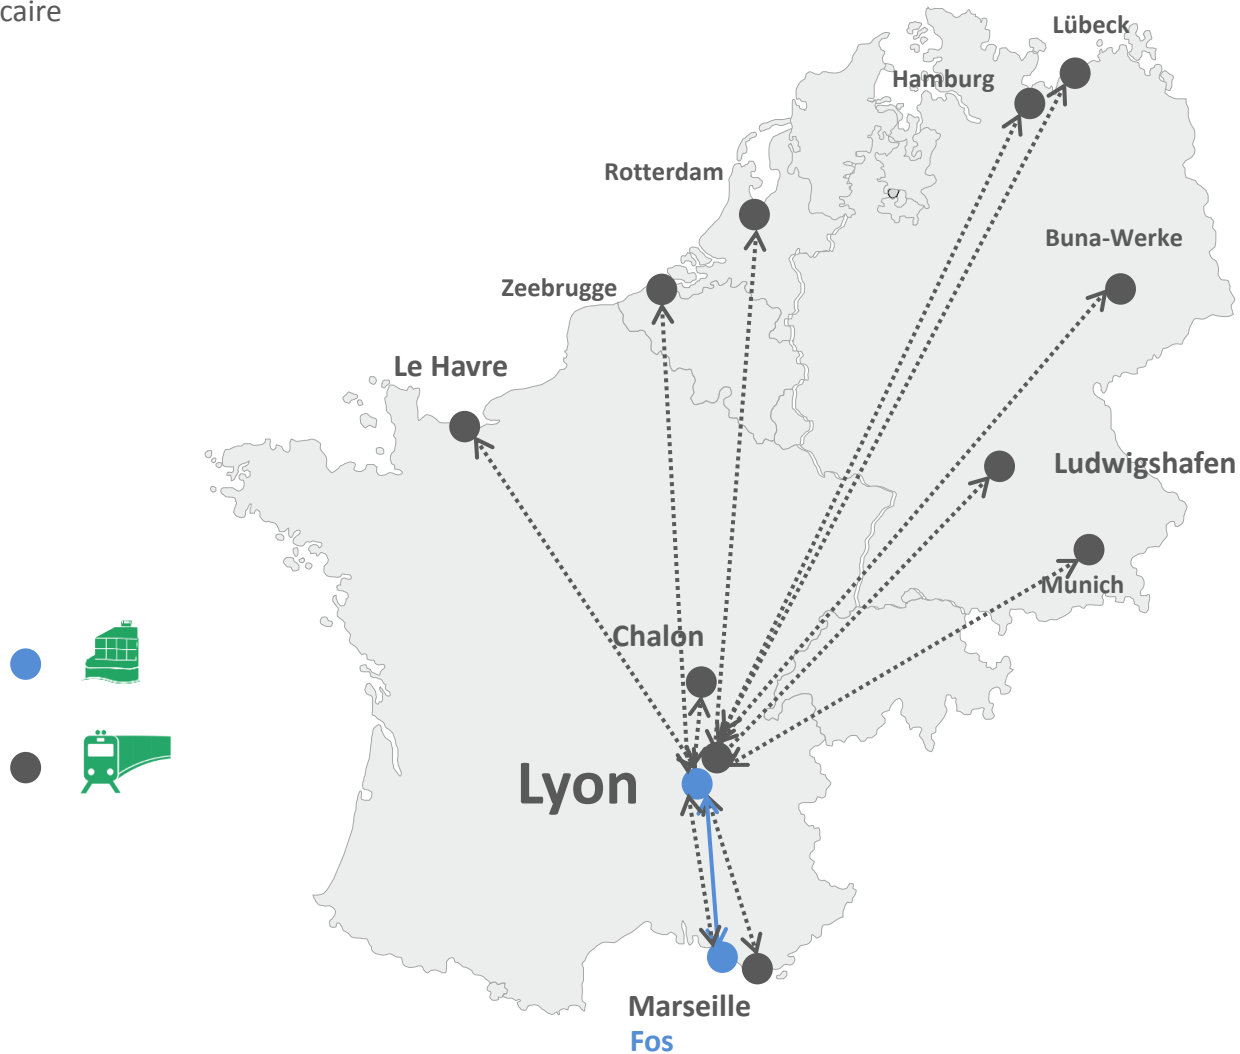 caire
Lübeck
Hamburg
Rotterdam
Buna-Werke
Zeebrugge
Le Havre
Ludwigshafen
Munich
Chalon
Lyon
Marseille
Fos